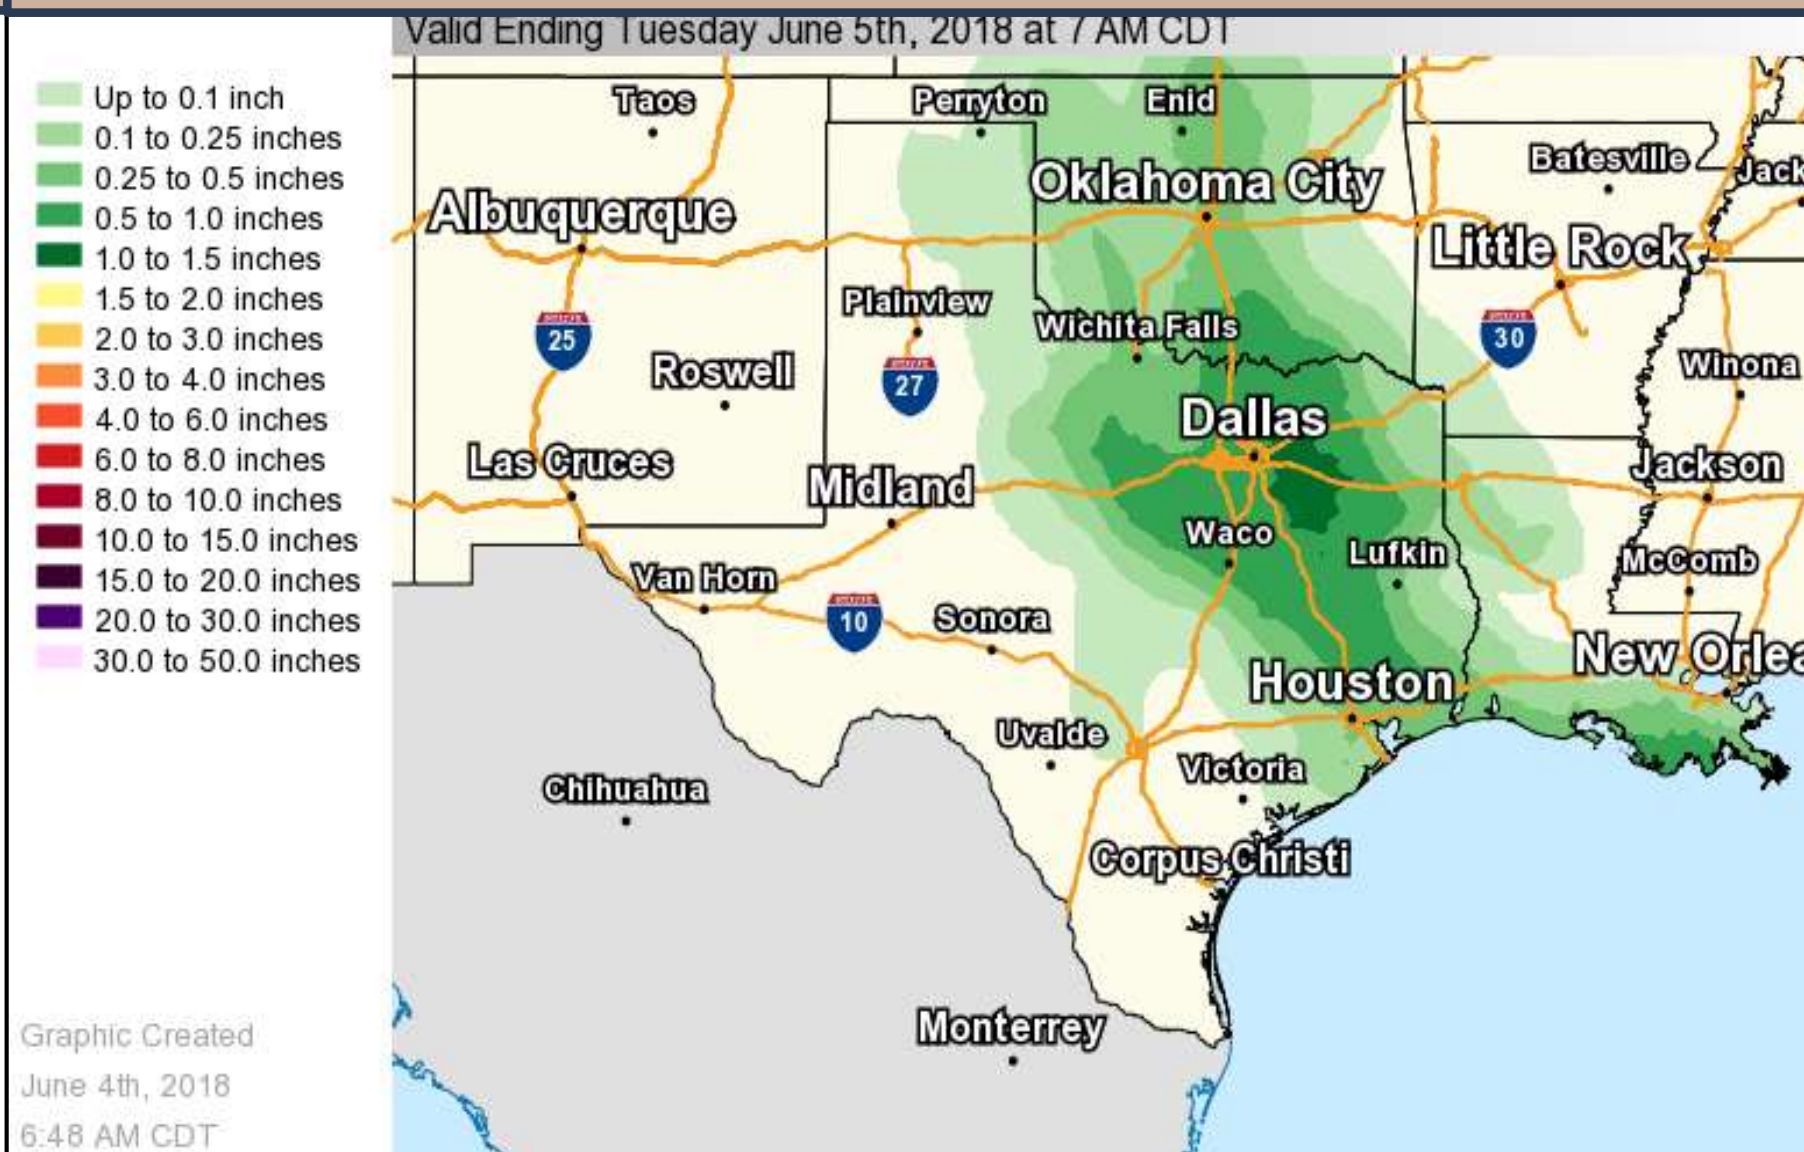 Valid Ending Tuesday June 5th, 2018 at 7 AM CDT
Up to 0.1 inch
0.1 to 0.25 inches
0.25 to 0.5 inches
0.5 to 1.0 inches
1.0 to 1.5 inches
1.5 to 2.0 inches
2.0 to 3.0 inches
3.0 to 4.0 inches
4.0 to 6.0 inches
6.0 to 8.0 inches
8.0 to 10.0 inches
10.0 to 15.0 inches
15.0 to 20.0 inches
20.0 to 30.0 inches
30.0 to 50.0 inches
Graphic Created
June 4th, 2018
6:48 AM CDT
Taos
Perryton
Enid
Batesville
Jack
Oklahoma City
Albuquerque
Little Rock
Plainview
Wichita Falls
25
30
Roswell
27
Winona
Dallas
Las Cruces
Midland
Jackson
Waco
Lufkin
McComb
Van Horn
10
Sonora
New Orlea
Houston
Uvalde
Victoria
Chihuahua
Corpus Christi
Monterrey